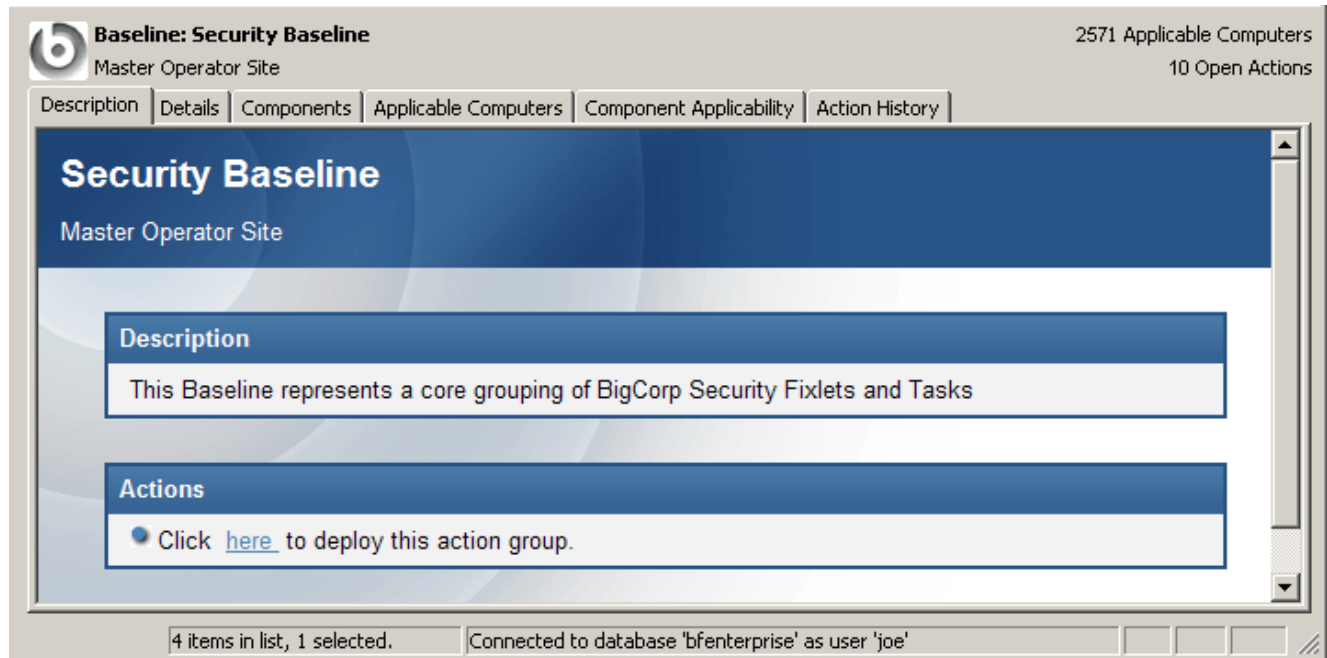 Baseline: Security Baseline
2571 Applicable Computers
Master Operator Site
10 Open Actions
Description Details Components Applicable Computers Component Applicability Action History
Security Baseline
Master Operator Site
Description
This Baseline represents a core grouping of BigCorp Security Fixlets and Tasks
Actions
Click here to deploy this action group.
4 items in list, 1 selected. Connected to database 'bfenterprise' as user 'joe'